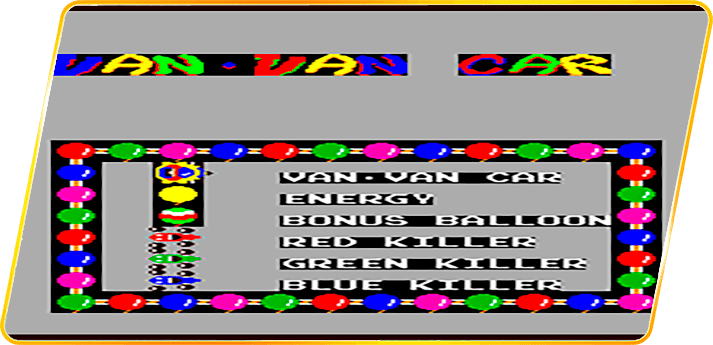 VAN·VAN CAR
VAN·VAN CAR
ENERGY
BONUS BALLOON
RED KILLER
GREEN KILLER
BLUE KILLER